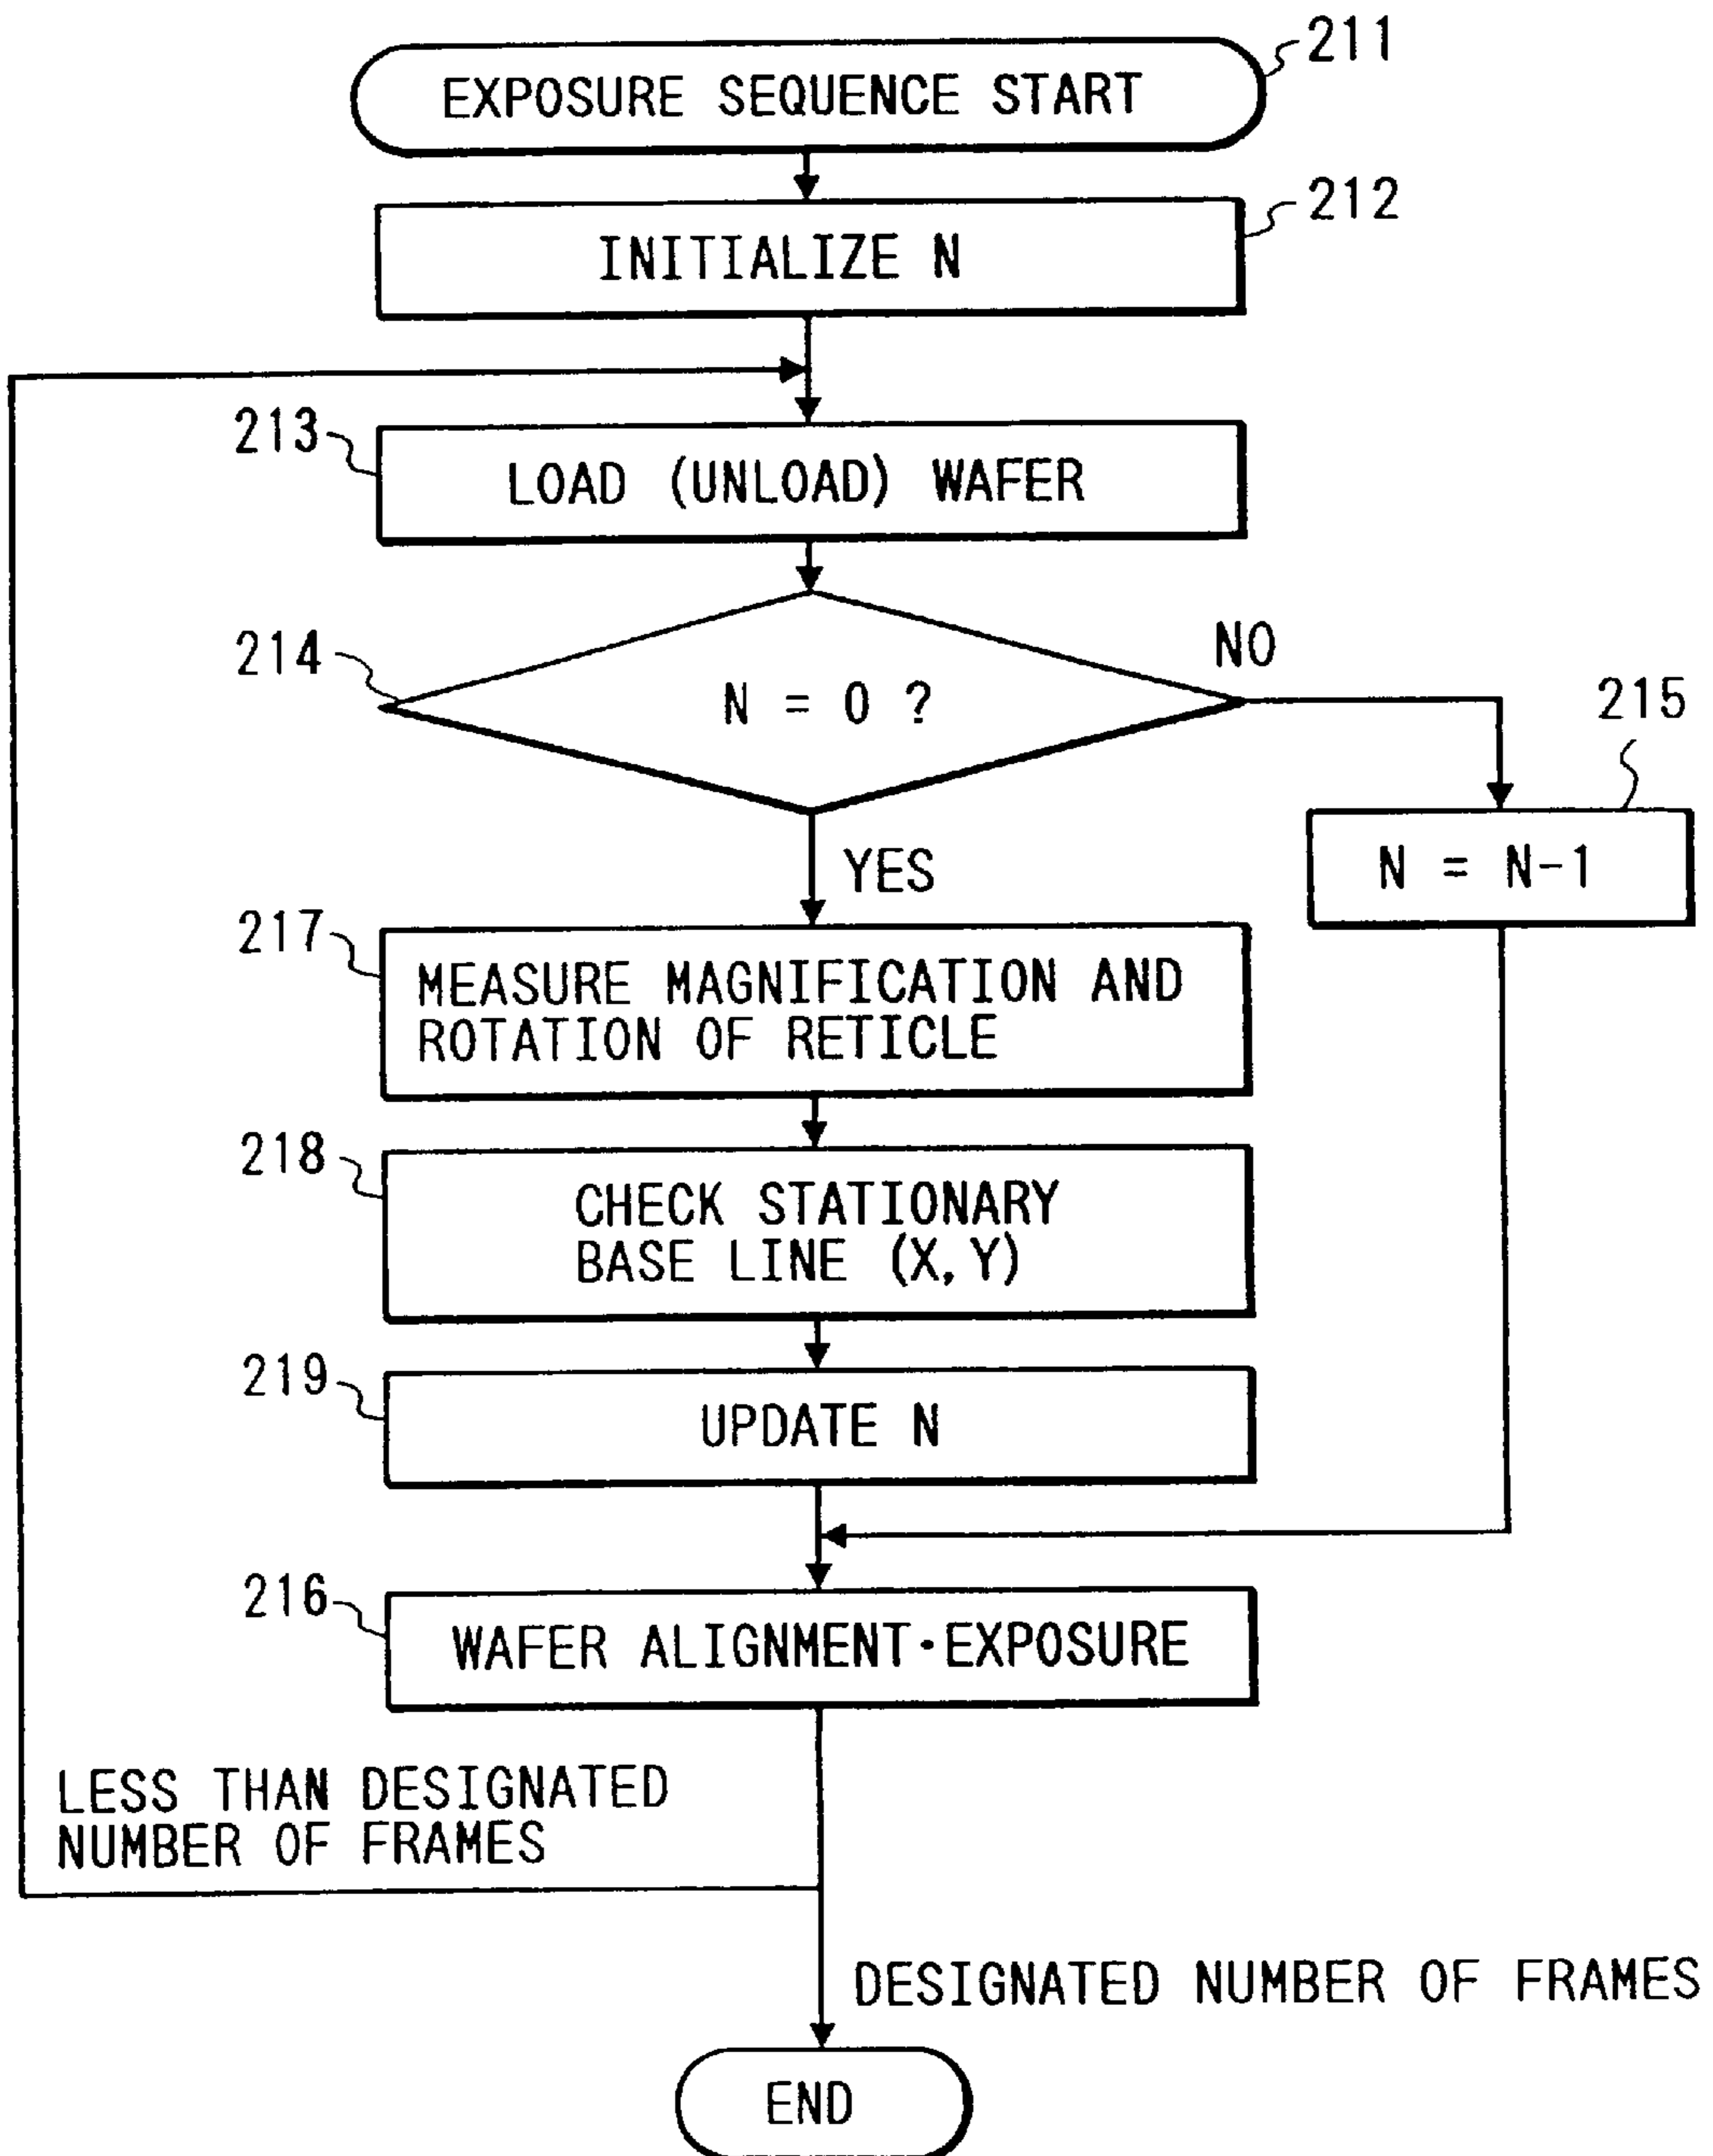 211
EXPOSURE SEQUENCE START
212
INITIALIZE N
213
LOAD (UNLOAD) WAFER
214
N = 0 ?
NO
215
N = N-1
YES
217
MEASURE MAGNIFICATION AND
ROTATION OF RETICLE
218
CHECK STATIONARY
BASE LINE (X, Y)
219
UPDATE N
216
WAFER ALIGNMENT·EXPOSURE
LESS THAN DESIGNATED
NUMBER OF FRAMES
DESIGNATED NUMBER OF FRAMES
END